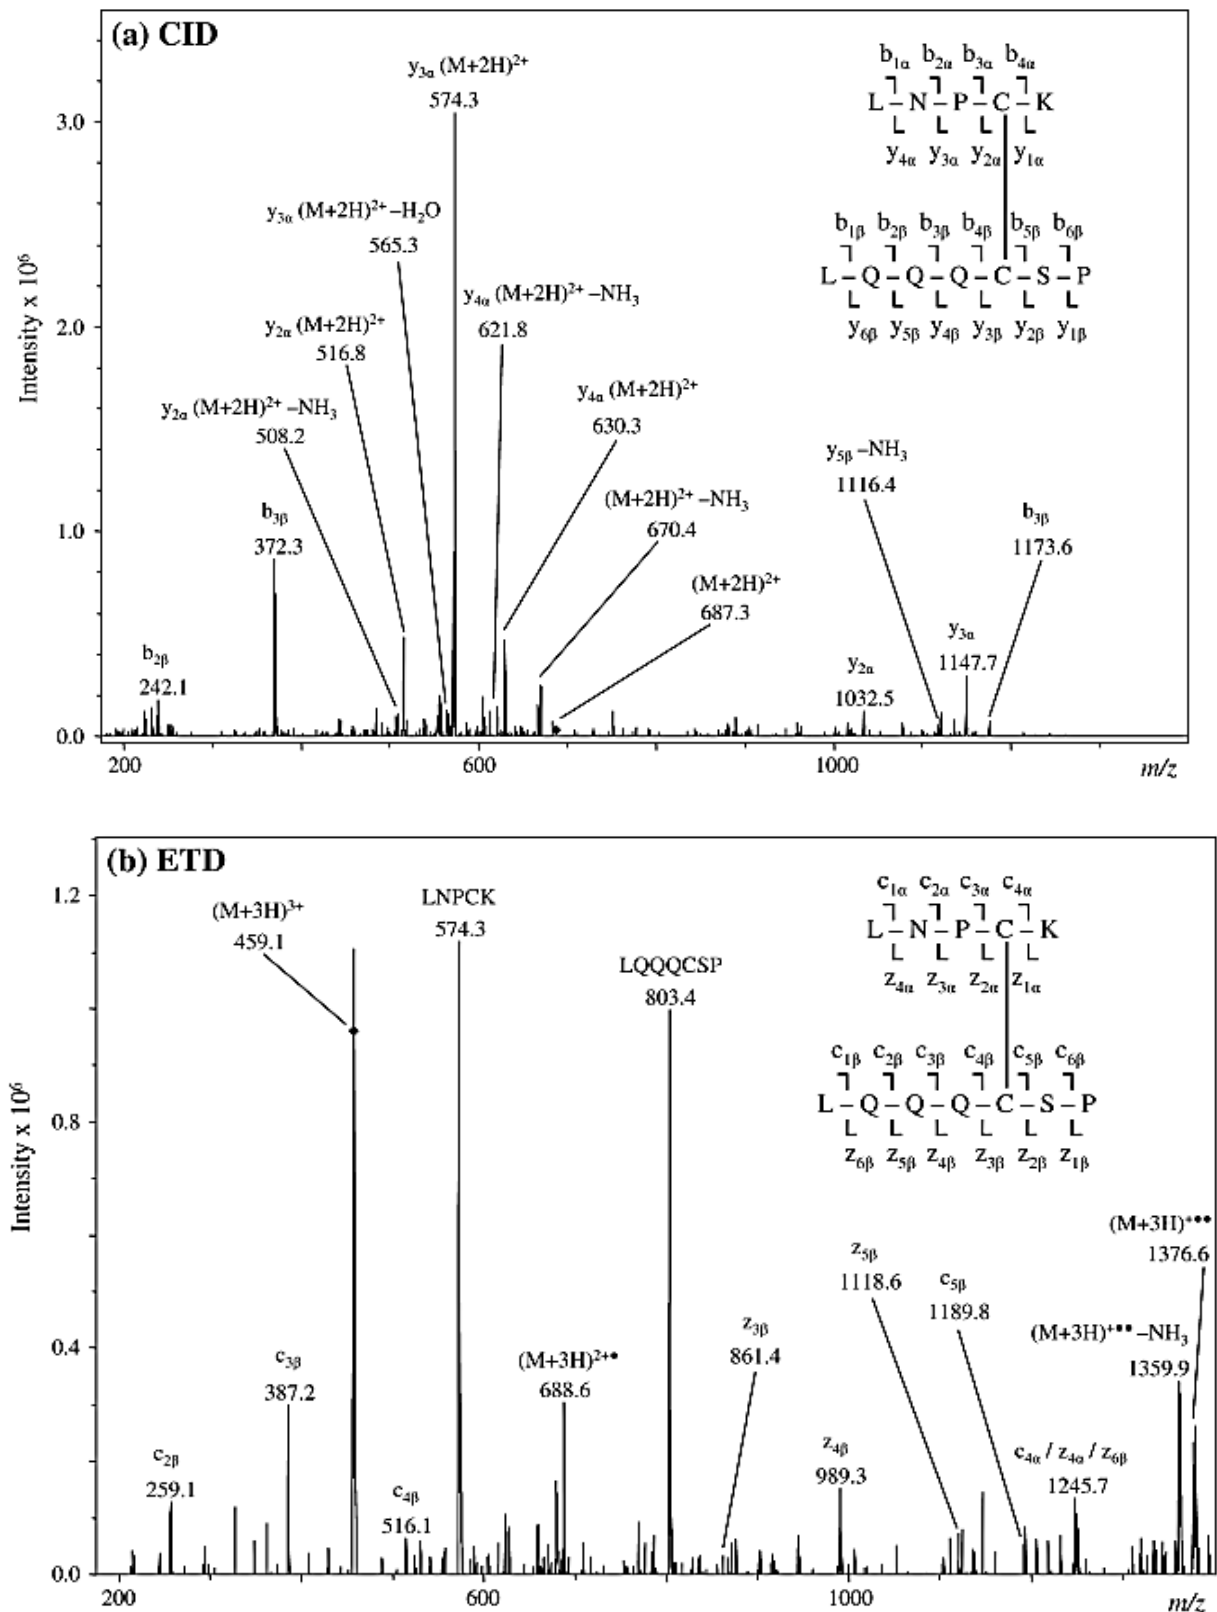 (a) CID
y3α (M+2H)²⁺
574.3
y3α (M+2H)²⁺ –H₂O
565.3
y4α (M+2H)²⁺ –NH₃
621.8
y2α (M+2H)²⁺
516.8
y2α (M+2H)²⁺ –NH₃
508.2
y4α (M+2H)²⁺
630.3
(M+2H)²⁺ –NH₃
670.4
(M+2H)²⁺
687.3
b3β
372.3
b2β
242.1
y5β –NH₃
1116.4
b3β
1173.6
y3α
1147.7
y2α
1032.5
b1α b2α b3α b4α
L – N – P – C – K
y4α y3α y2α y1α
b1β b2β b3β b4β b5β b6β
L – Q – Q – Q – C – S – P
y6β y5β y4β y3β y2β y1β
Intensity x 10⁶
3.0
2.0
1.0
0.0
200 600 1000 m/z
(b) ETD
(M+3H)³⁺
459.1
LNPCK
574.3
LQQQCSP
803.4
c1α c2α c3α c4α
L – N – P – C – K
z4α z3α z2α z1α
c1β c2β c3β c4β c5β c6β
L – Q – Q – Q – C – S – P
z6β z5β z4β z3β z2β z1β
(M+3H)⁺•••
1376.6
z5β
1118.6
c5β
1189.8
(M+3H)⁺•• –NH₃
1359.9
z3β
861.4
c3β
387.2
(M+3H)²⁺•
688.6
c2β
259.1
c4β
516.1
z4β
989.3
c4α / z4α / z6β
1245.7
Intensity x 10⁶
1.2
0.8
0.4
0.0
200 600 1000 m/z